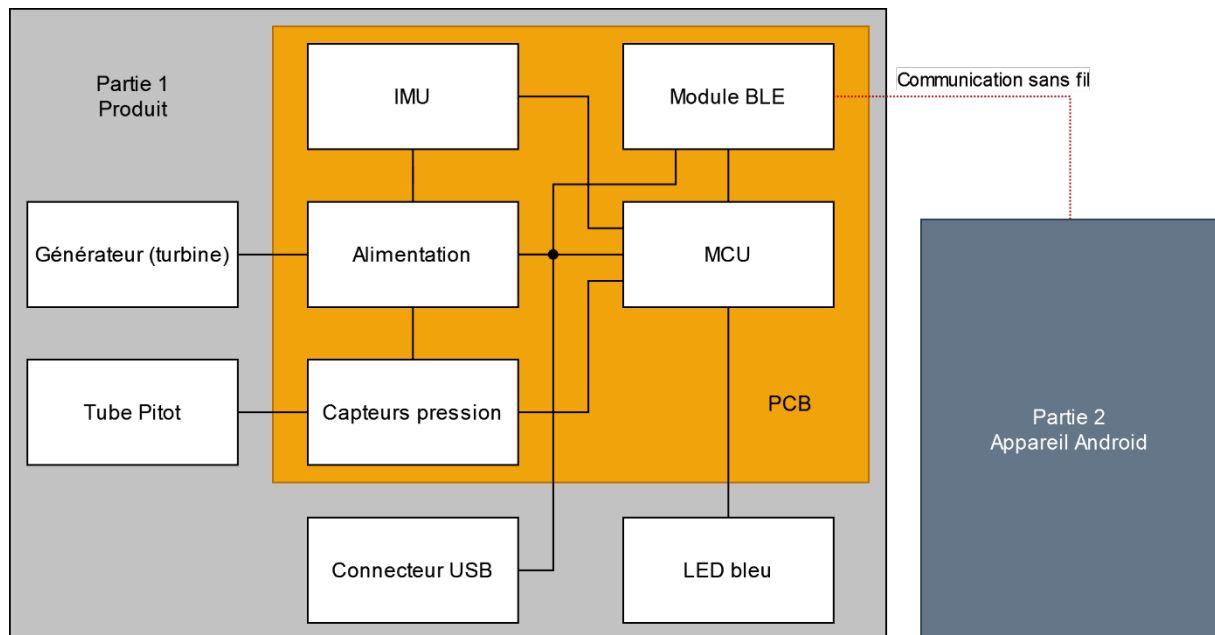 Partie 1
Produit
IMU
Module BLE
Communication sans fil
Générateur (turbine)
Alimentation
MCU
Tube Pitot
Capteurs pression
PCB
Partie 2
Appareil Android
Connecteur USB
LED bleu